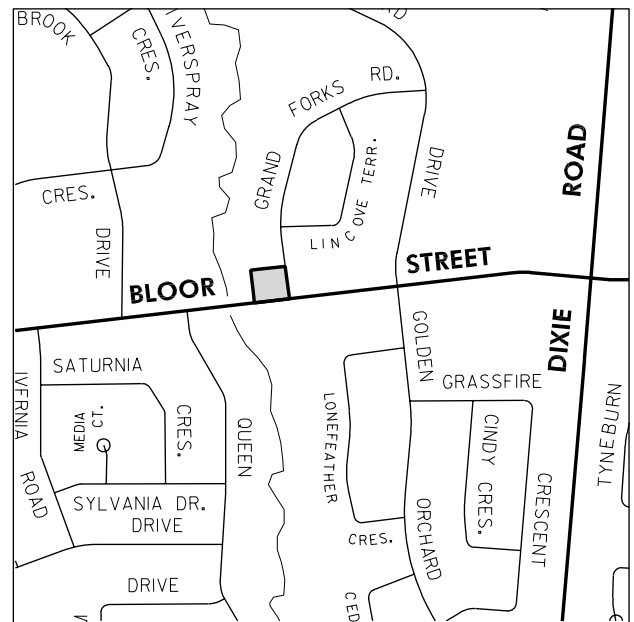 BROOK
CRES.
VERSPRAY
FORKS RD.
GRAND
LINCOVE TERR.
DRIVE
ROAD
CRES.
DRIVE
BLOOR STREET
DIXIE
GOLDEN
SATURNIA
GRASSFIRE
IVERNIA
MEDIA CT.
CRES.
QUEEN
LONEFEATHER
CINDY CRES.
TYNEBURN
ROAD
SYLVANIA DR.
DRIVE
CRES.
ORCHARD
CRESCENT
DRIVE
CED